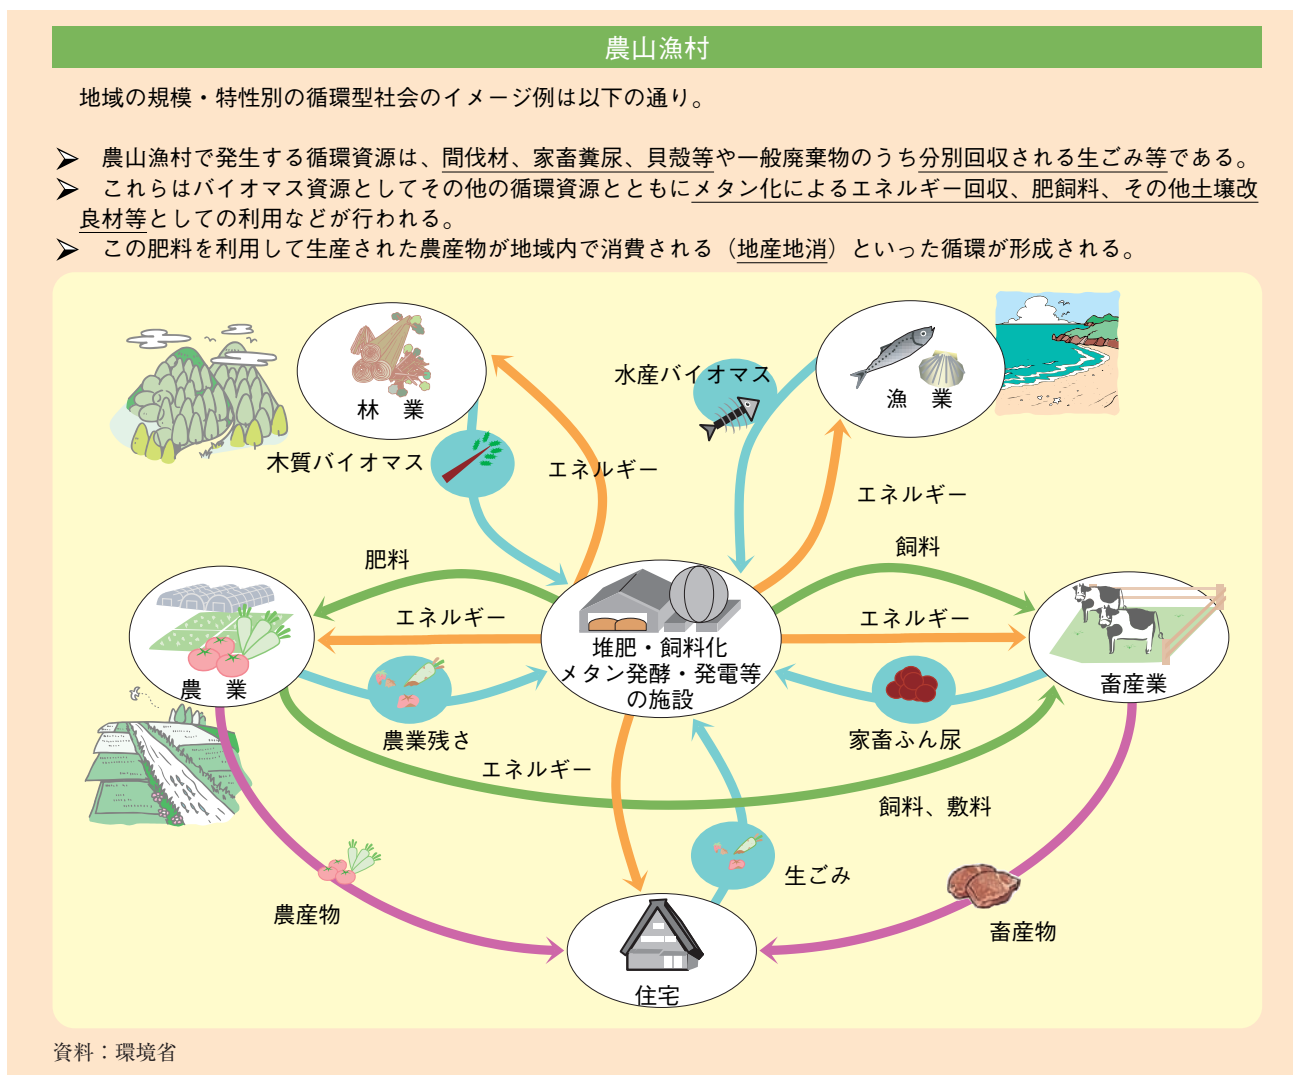 農山漁村
地域の規模・特性別の循環型社会のイメージ例は以下の通り。
➢ 農山漁村で発生する循環資源は、間伐材、家畜糞尿、貝殻等や一般廃棄物のうち分別回収される生ごみ等である。
➢ これらはバイオマス資源としてその他の循環資源とともにメタン化によるエネルギー回収、肥飼料、その他土壌改
良材等としての利用などが行われる。
➢ この肥料を利用して生産された農産物が地域内で消費される（地産地消）といった循環が形成される。
林 業
水産バイオマス
漁 業
木質バイオマス
エネルギー
エネルギー
肥料
飼料
エネルギー
エネルギー
堆肥・飼料化
メタン発酵・発電等
の施設
農 業
畜産業
農業残さ
家畜ふん尿
エネルギー
飼料、敷料
生ごみ
農産物
畜産物
住宅
資料：環境省